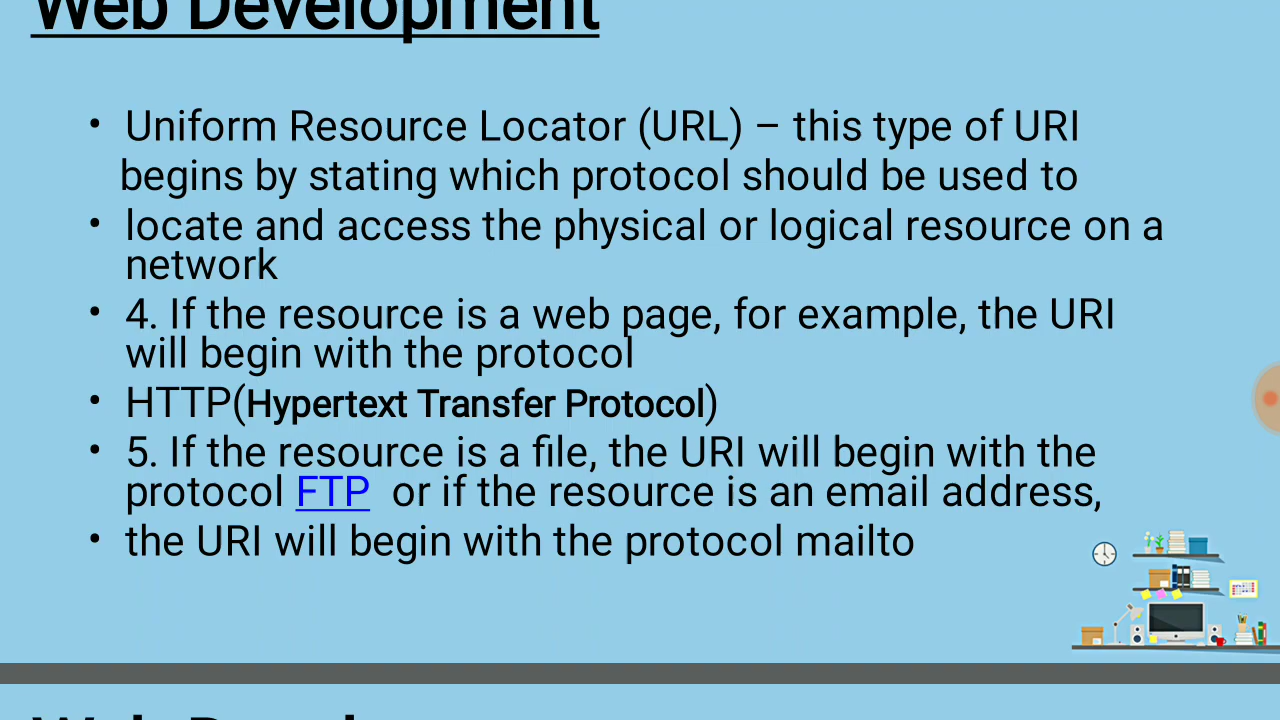 Web Development
• Uniform Resource Locator (URL) – this type of URI
begins by stating which protocol should be used to
• locate and access the physical or logical resource on a
network
• 4. If the resource is a web page, for example, the URI
will begin with the protocol
• HTTP(Hypertext Transfer Protocol)
• 5. If the resource is a file, the URI will begin with the
protocol FTP or if the resource is an email address,
• the URI will begin with the protocol mailto